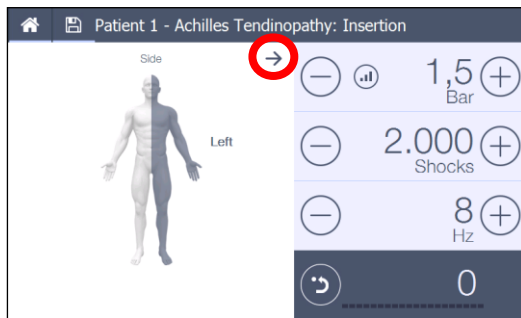 Patient 1 - Achilles Tendinopathy: Insertion
Side
Left
1,5
Bar
2.000
Shocks
8
Hz
0